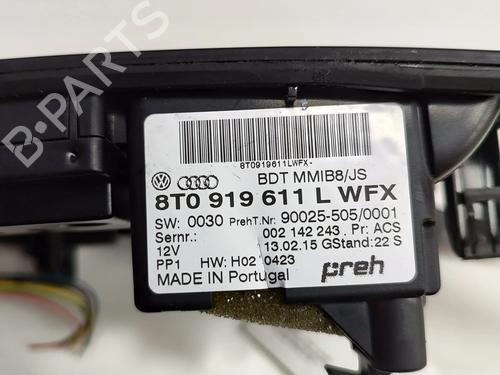 B-PARTS
8T0919611LWFX-
BDT MMIB8/JS
8T0 919 611 L WFX
SW: 0030 PrehT.Nr: 90025-505/0001
Sernr.: 002 142 243 . Pr: ACS
12V 13.02.15 GStand: 22 S
PP1 HW: H02 0423
MADE IN Portugal preh